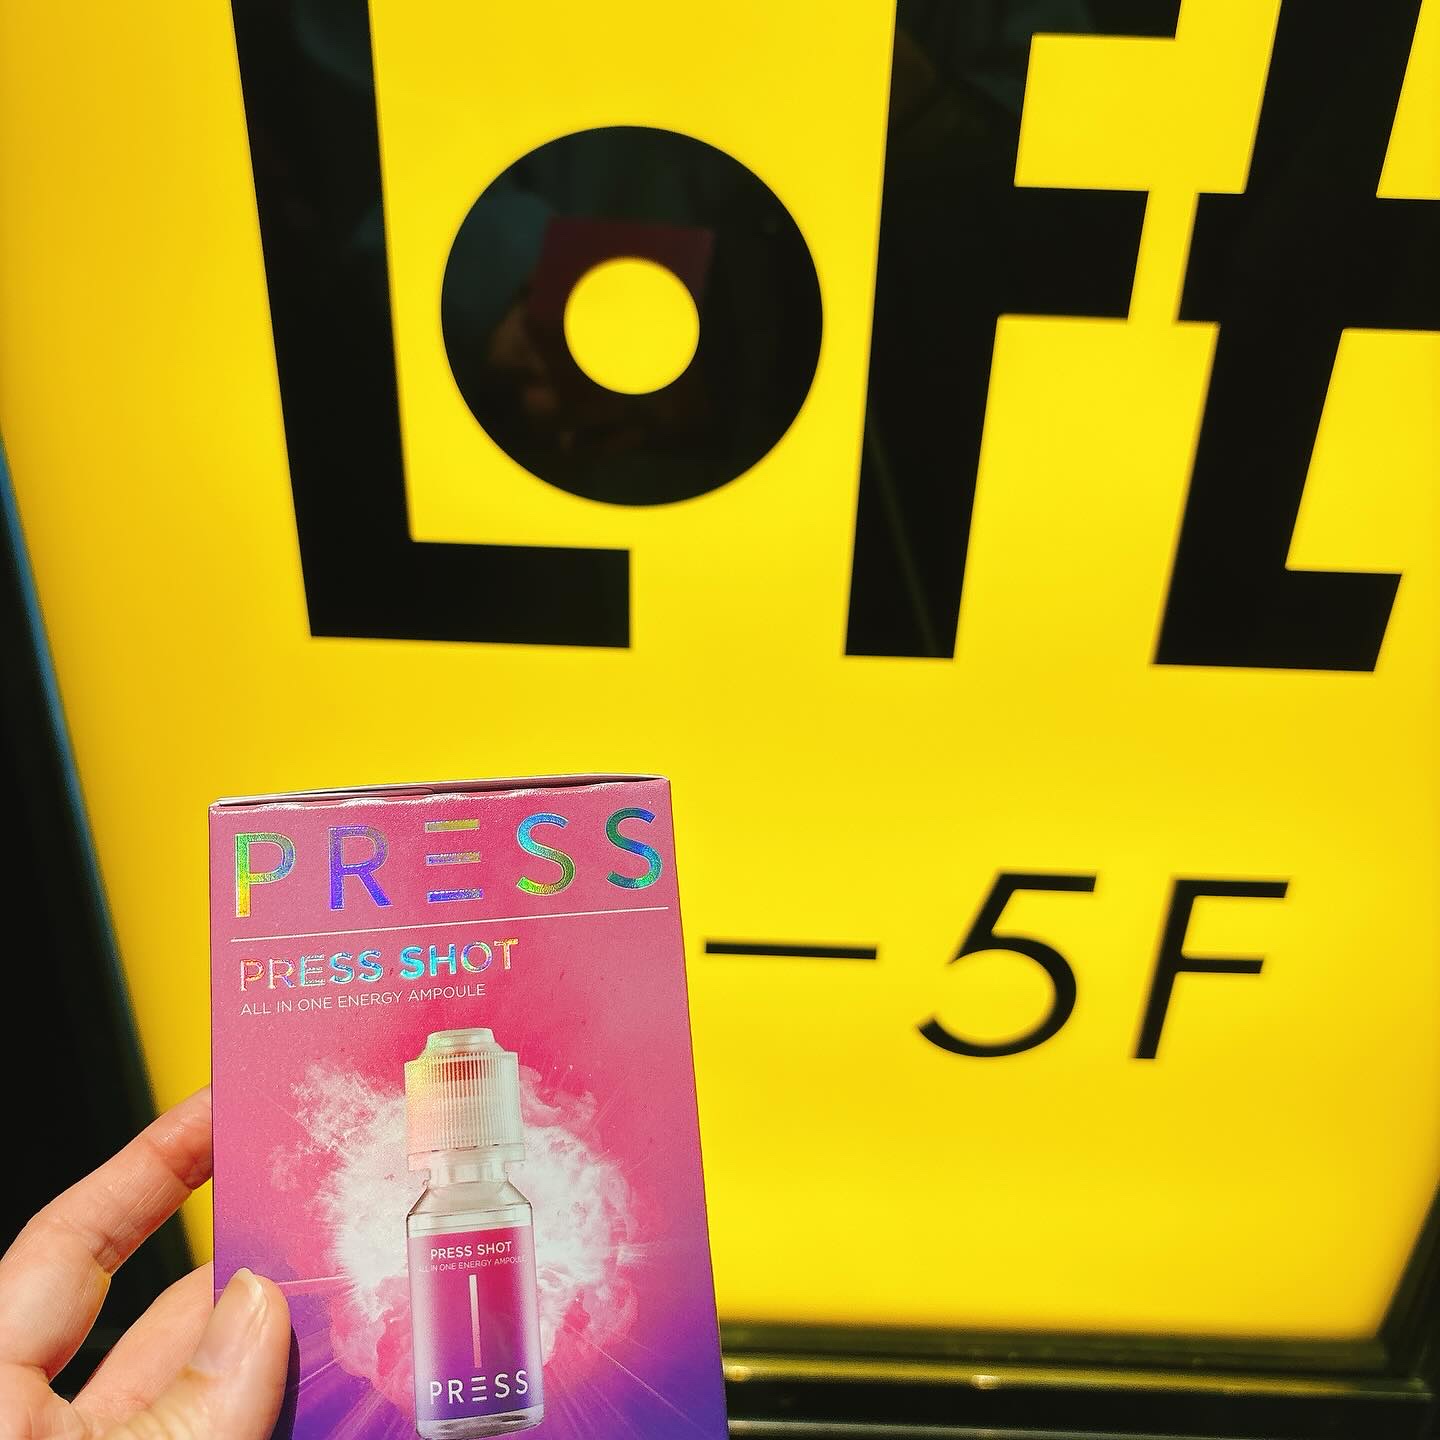 LOFt
—5F
PRESS
PRESS SHOT
ALL IN ONE ENERGY AMPOULE
PRESS SHOT
ALL IN ONE ENERGY AMPOULE
PRESS